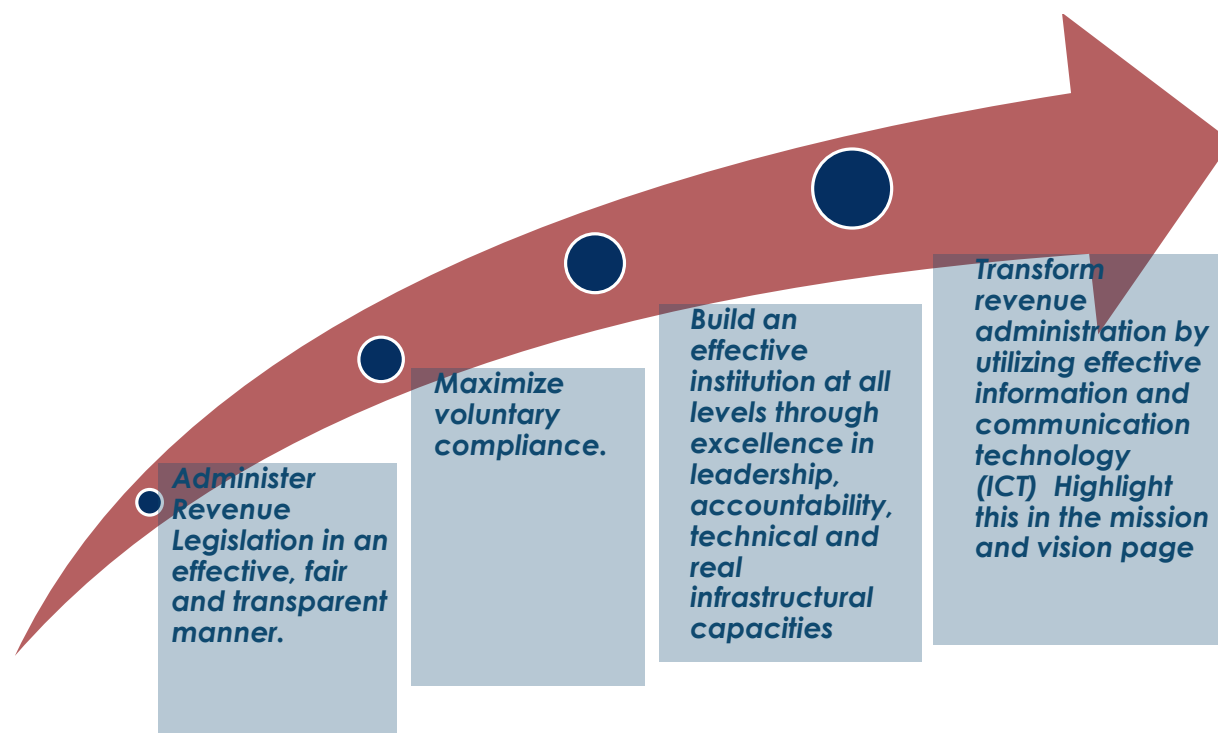 Administer
Revenue
Legislation in an
effective, fair
and transparent
manner.
Maximize
voluntary
compliance.
Build an
effective
institution at all
levels through
excellence in
leadership,
accountability,
technical and
real
infrastructural
capacities
Transform
revenue
administration by
utilizing effective
information and
communication
technology
(ICT)  Highlight
this in the mission
and vision page